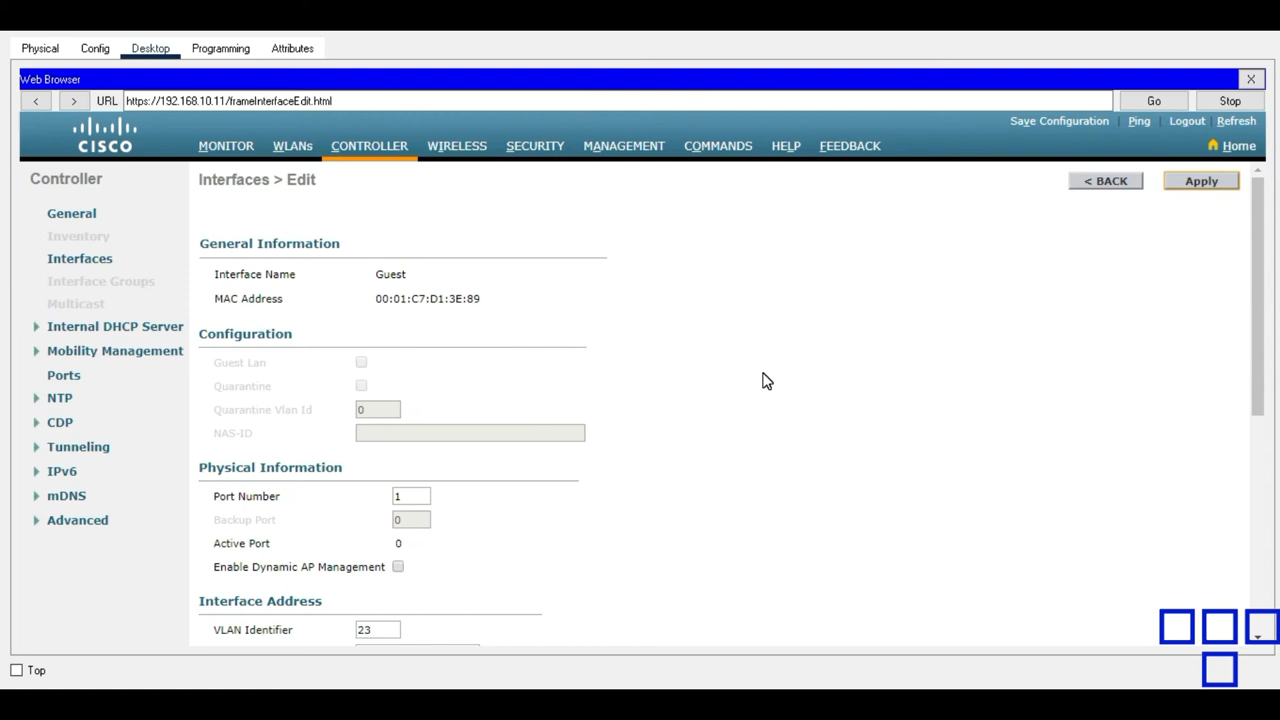 Physical Config Desktop Programming Attributes
Web Browser X
< > URL https://192.168.10.11/frameInterfaceEdit.html Go Stop
Save Configuration | Ping | Logout | Refresh
CISCO MONITOR WLANs CONTROLLER WIRELESS SECURITY MANAGEMENT COMMANDS HELP FEEDBACK Home
Controller
General
Inventory
Interfaces
Interface Groups
Multicast
Internal DHCP Server
Mobility Management
Ports
NTP
CDP
Tunneling
IPv6
mDNS
Advanced
Interfaces > Edit
< BACK Apply
General Information
Interface Name Guest
MAC Address 00:01:C7:D1:3E:89
Configuration
Guest Lan
Quarantine
Quarantine Vlan Id 0
NAS-ID
Physical Information
Port Number 1
Backup Port 0
Active Port 0
Enable Dynamic AP Management
Interface Address
VLAN Identifier 23
Top